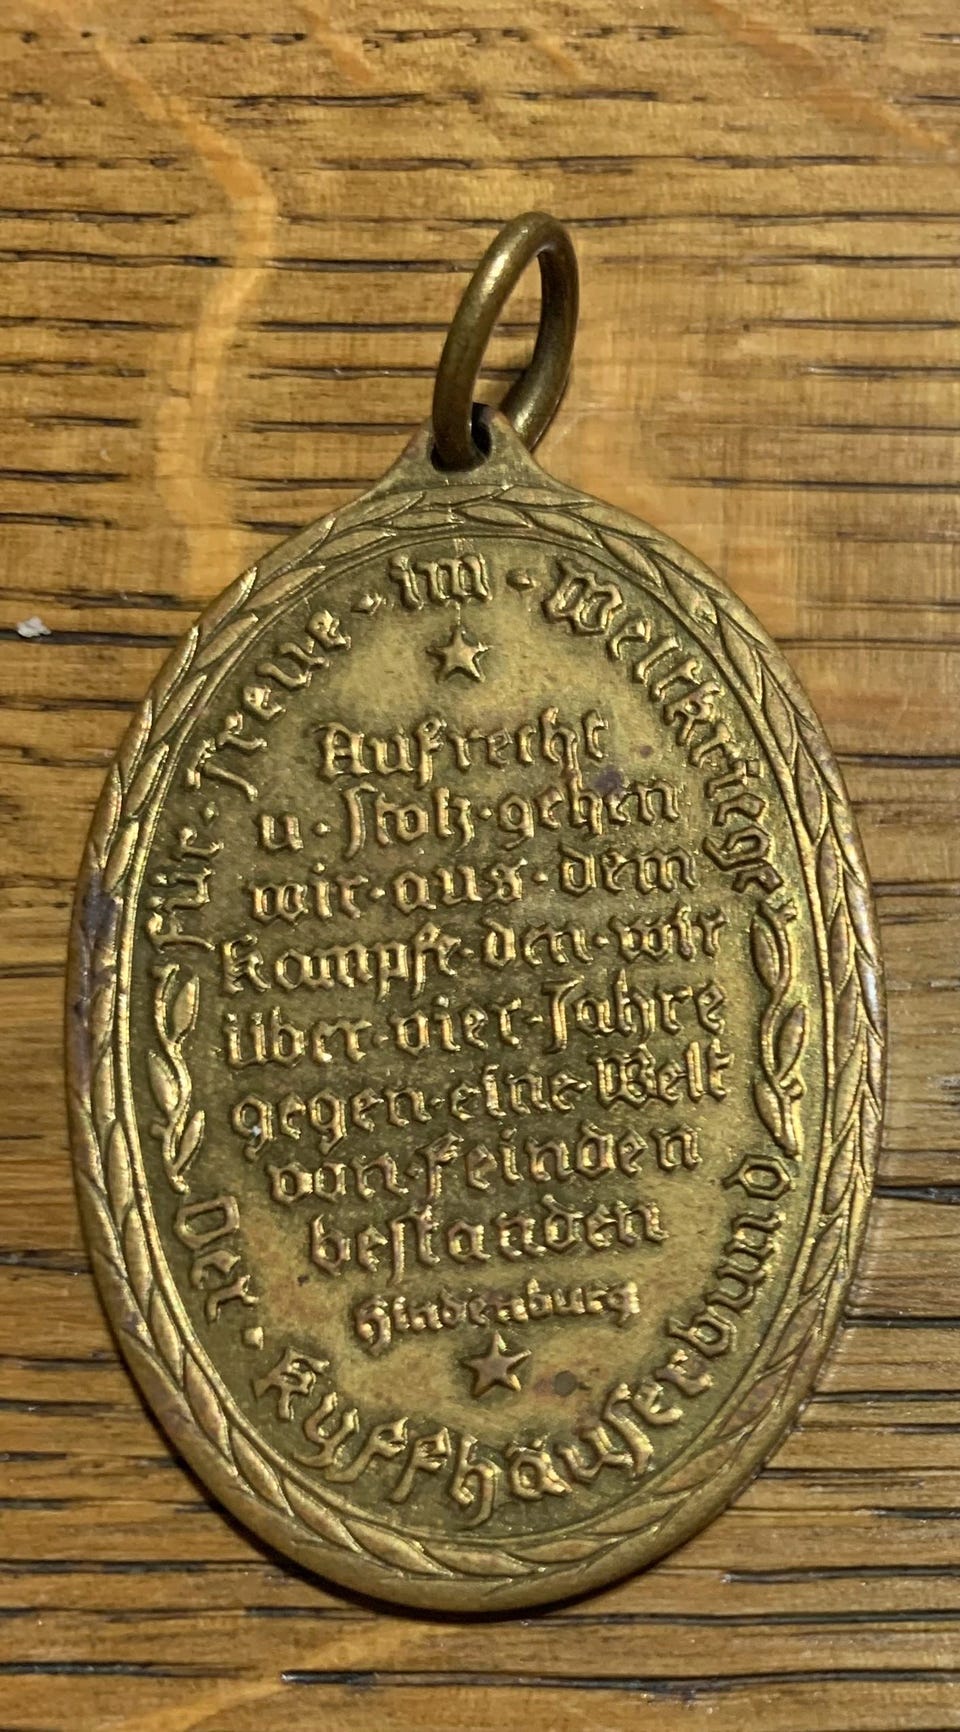 Für · Treue · im · Weltkriege
Aufrecht
u · stolz · gehen
wir · aus · dem
Kampfe · den · wir
über · vier · Jahre
gegen · eine · Welt
von · Feinden
bestanden
Hindenburg
Der · Kyffhäuserbund